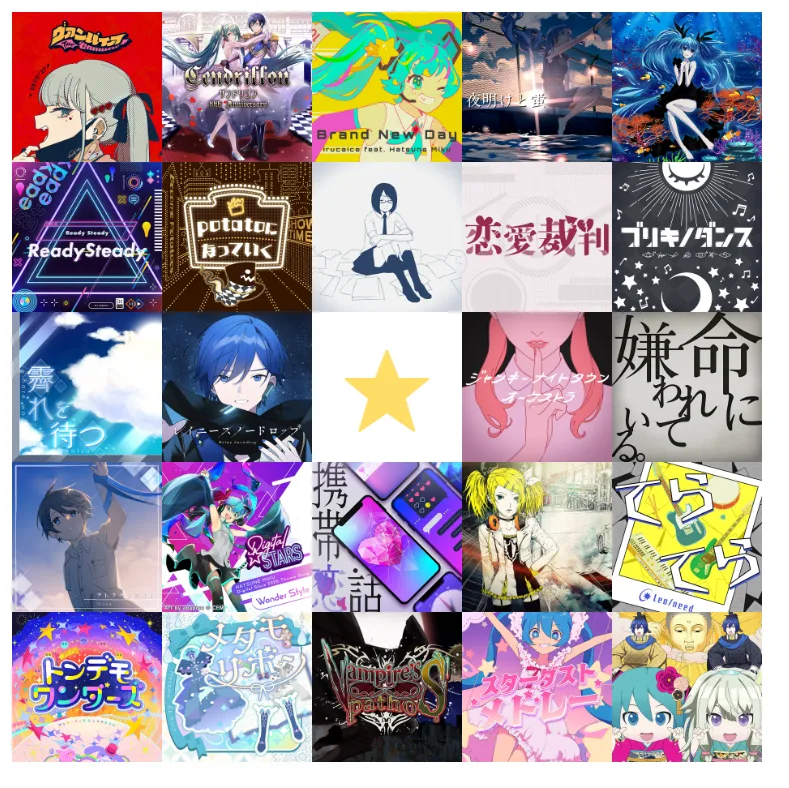 ザ ヴァンパイア
Cendrillon
サンドリヨン
10th Anniversary
Brand New Day
irucaice feat. Hatsune Miku
夜明けと蛍
Ready Steady
ReadySteady
potatoに
なっていく
恋愛裁判
ブリキノダンス
霽れを待つ
レイニースノードロップ
ジャンキーナイトタウン
オーケストラ
命に
嫌われて
いる。
Digital
STARS
HATSUNE MIKU
Wonder Style
携帯
恋
話
てらてら
Leo/need
トンデモ
ワンダーズ
メタモ
リボン
Vampire's
pathoS
スターダスト
メドレー